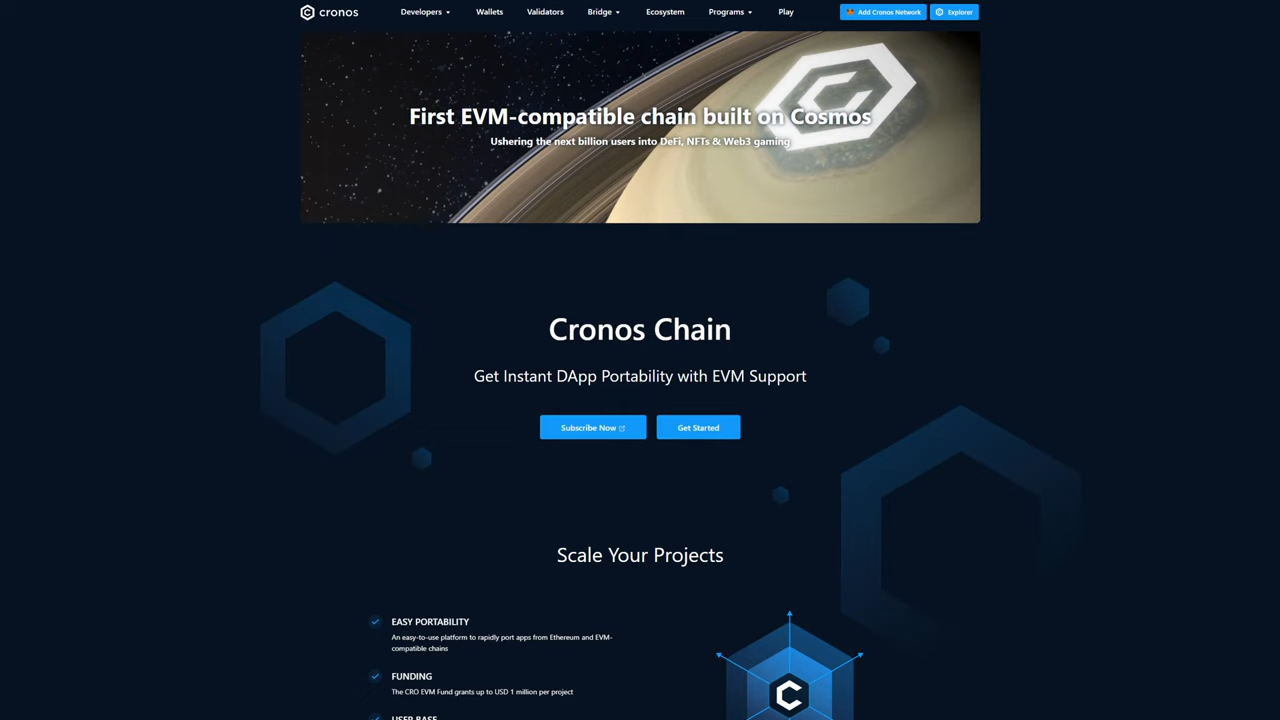 cronos
Developers
Wallets
Validators
Bridge
Ecosystem
Programs
Play
Add Cronos Network
Explorer
First EVM-compatible chain built on Cosmos
Ushering the next billion users into DeFi, NFTs & Web3 gaming
Cronos Chain
Get Instant DApp Portability with EVM Support
Subscribe Now
Get Started
Scale Your Projects
EASY PORTABILITY
An easy-to-use platform to rapidly port apps from Ethereum and EVM-
compatible chains
FUNDING
The CRO EVM Fund grants up to USD 1 million per project
USER BASE